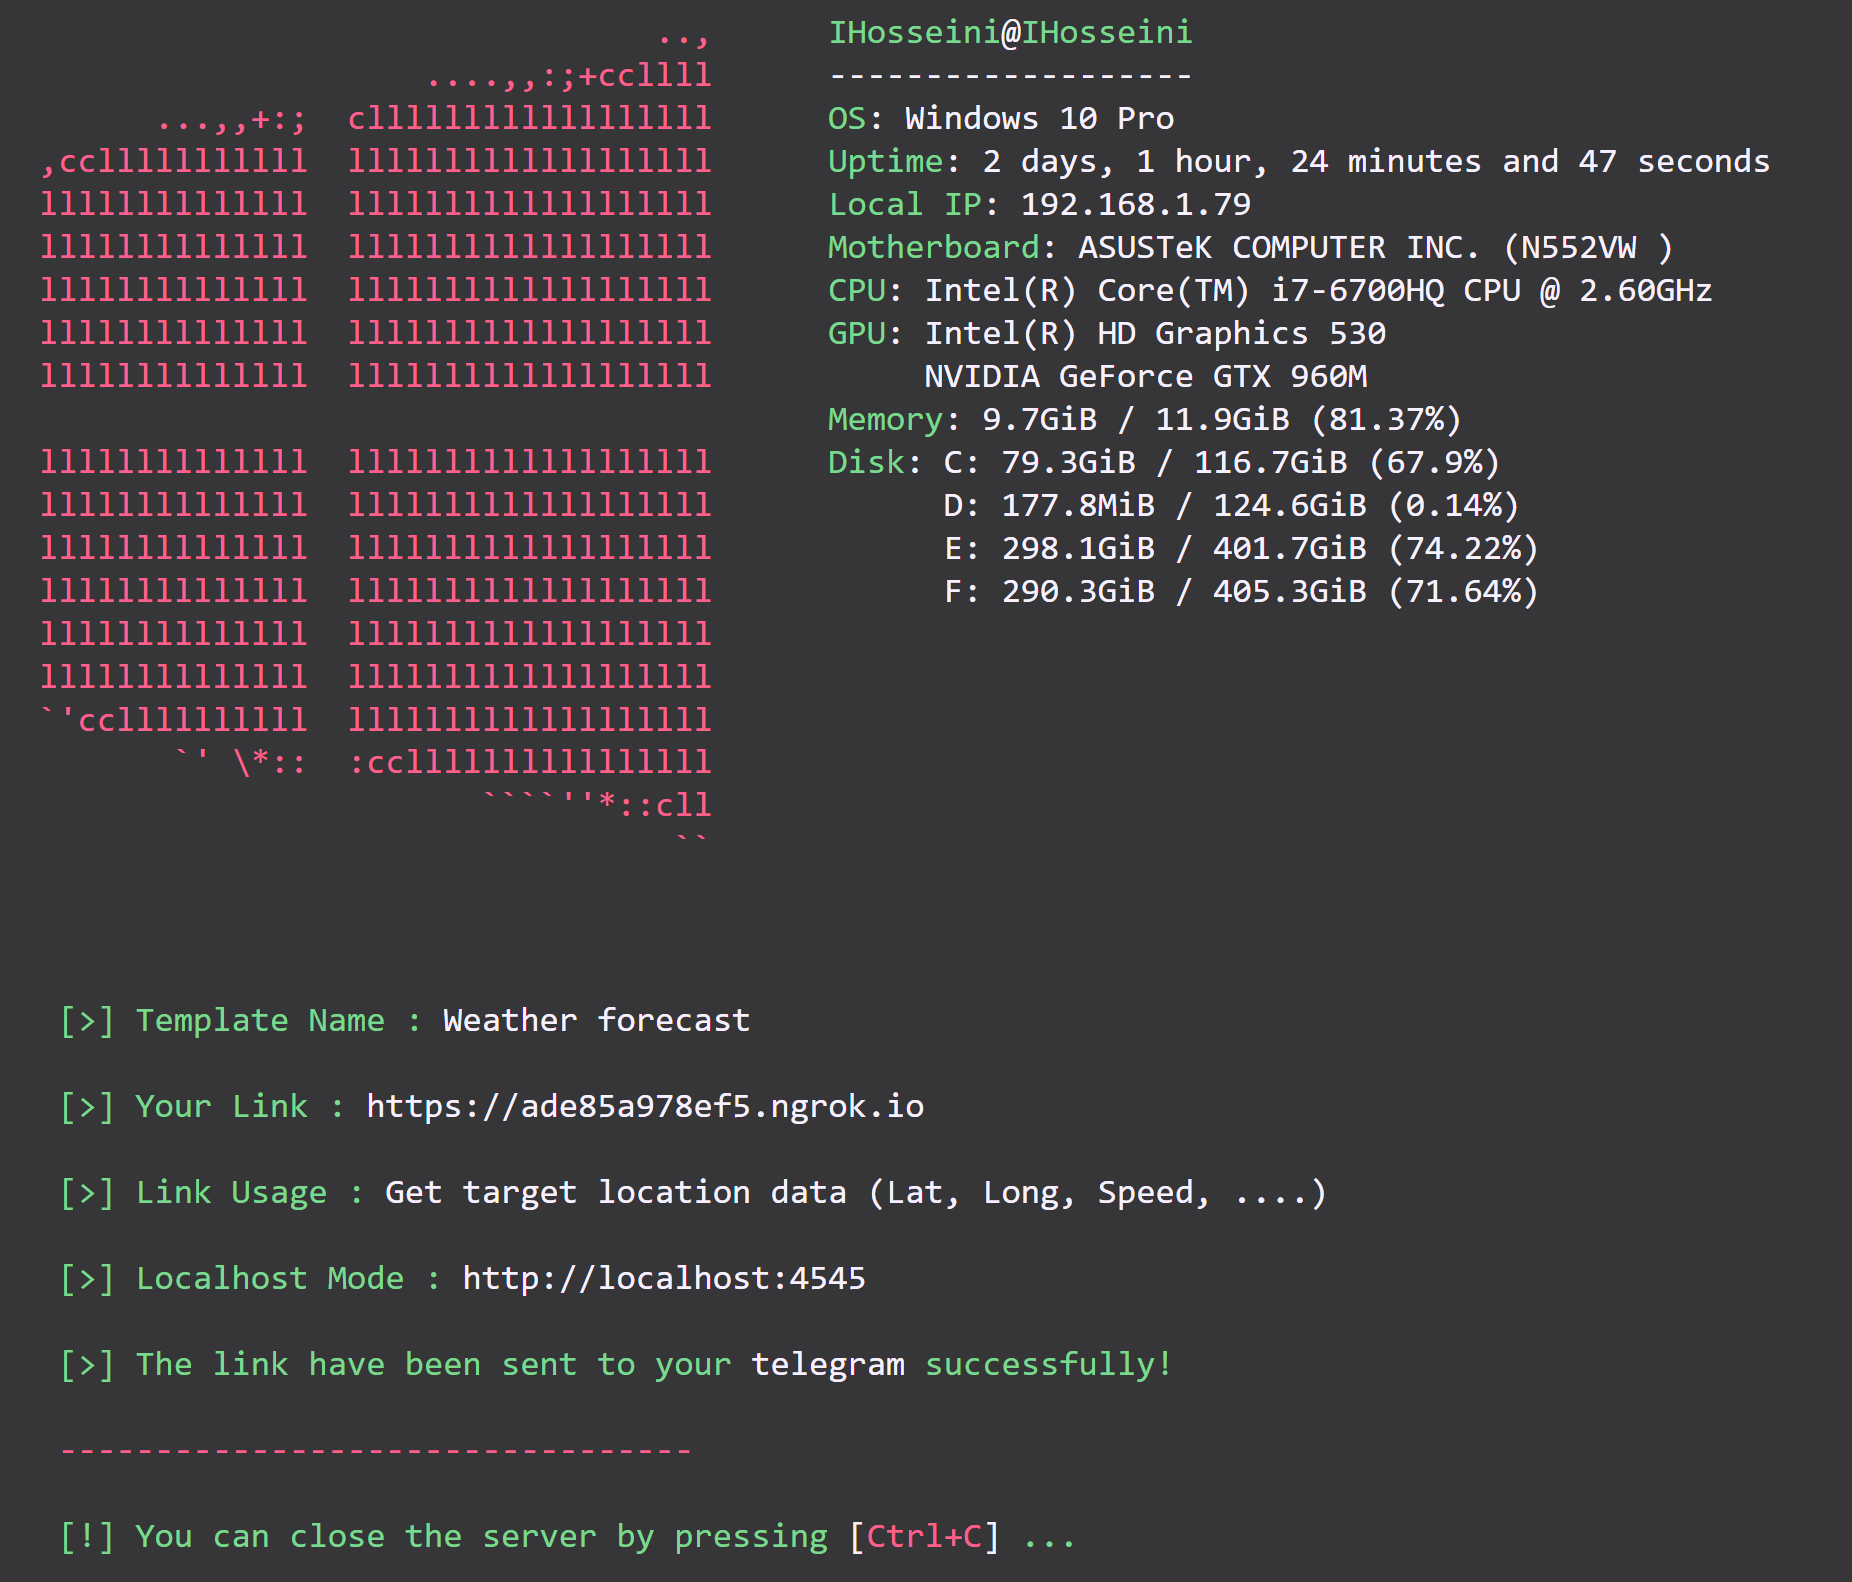 ..,
....,,:;+ccllll
...,,+:;  cllllllllllllllllll
,cclllllllllll  lllllllllllllllllll
llllllllllllll  lllllllllllllllllll
llllllllllllll  lllllllllllllllllll
llllllllllllll  lllllllllllllllllll
llllllllllllll  lllllllllllllllllll
llllllllllllll  lllllllllllllllllll
llllllllllllll  lllllllllllllllllll
llllllllllllll  lllllllllllllllllll
llllllllllllll  lllllllllllllllllll
llllllllllllll  lllllllllllllllllll
llllllllllllll  lllllllllllllllllll
llllllllllllll  lllllllllllllllllll
`'ccllllllllll  lllllllllllllllllll
`' \*::  :ccllllllllllllllll
````''*::cll
``
IHosseini@IHosseini
-------------------
OS: Windows 10 Pro
Uptime: 2 days, 1 hour, 24 minutes and 47 seconds
Local IP: 192.168.1.79
Motherboard: ASUSTeK COMPUTER INC. (N552VW )
CPU: Intel(R) Core(TM) i7-6700HQ CPU @ 2.60GHz
GPU: Intel(R) HD Graphics 530
NVIDIA GeForce GTX 960M
Memory: 9.7GiB / 11.9GiB (81.37%)
Disk: C: 79.3GiB / 116.7GiB (67.9%)
D: 177.8MiB / 124.6GiB (0.14%)
E: 298.1GiB / 401.7GiB (74.22%)
F: 290.3GiB / 405.3GiB (71.64%)
[>] Template Name : Weather forecast
[>] Your Link : https://ade85a978ef5.ngrok.io
[>] Link Usage : Get target location data (Lat, Long, Speed, ....)
[>] Localhost Mode : http://localhost:4545
[>] The link have been sent to your telegram successfully!
---------------------------------
[!] You can close the server by pressing [Ctrl+C] ...